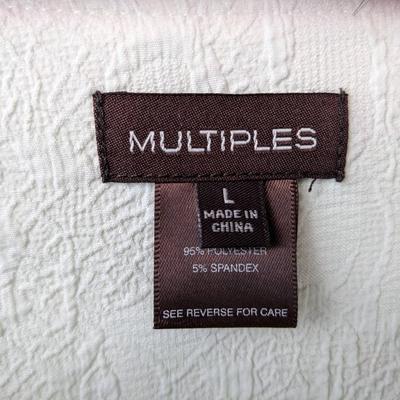 MULTIPLES
L
MADE IN
CHINA
95% POLYESTER
5% SPANDEX
SEE REVERSE FOR CARE